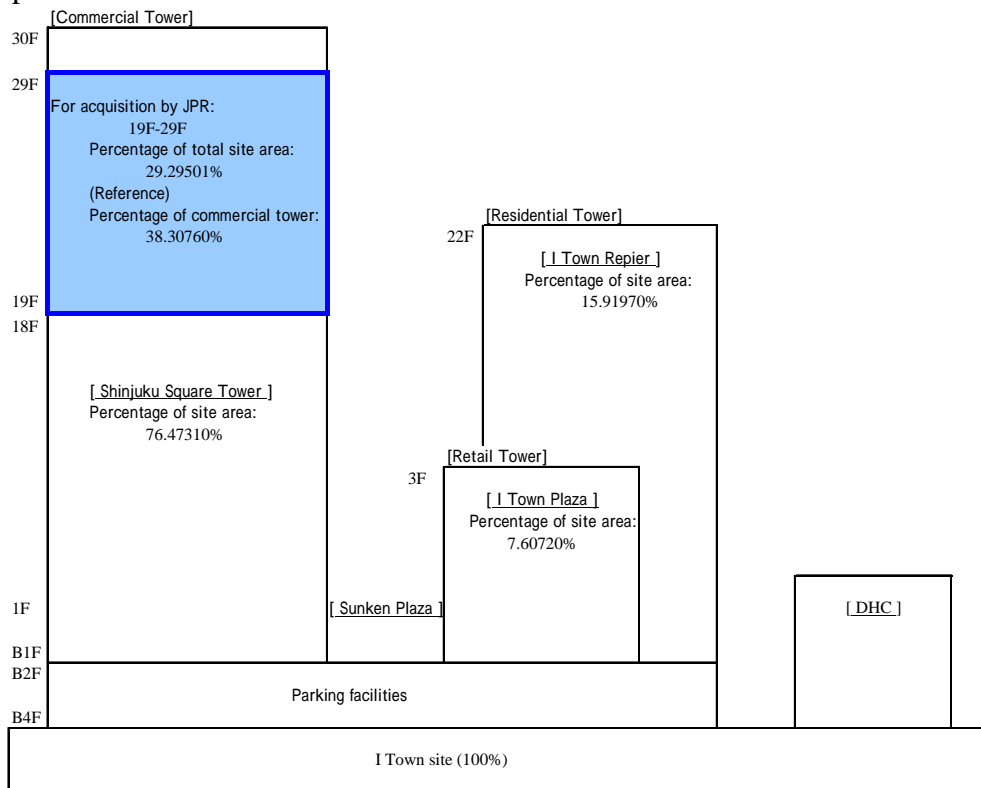 [Commercial Tower]
30F
29F
For acquisition by JPR:
19F-29F
Percentage of total site area:
29.29501%
(Reference)
Percentage of commercial tower:
38.30760%
19F
18F
[ Shinjuku Square Tower ]
Percentage of site area:
76.47310%
[Residential Tower]
22F
[ I Town Repier ]
Percentage of site area:
15.91970%
[Retail Tower]
3F
[ I Town Plaza ]
Percentage of site area:
7.60720%
1F
[ Sunken Plaza ]
[ DHC ]
B1F
B2F
Parking facilities
B4F
I Town site (100%)